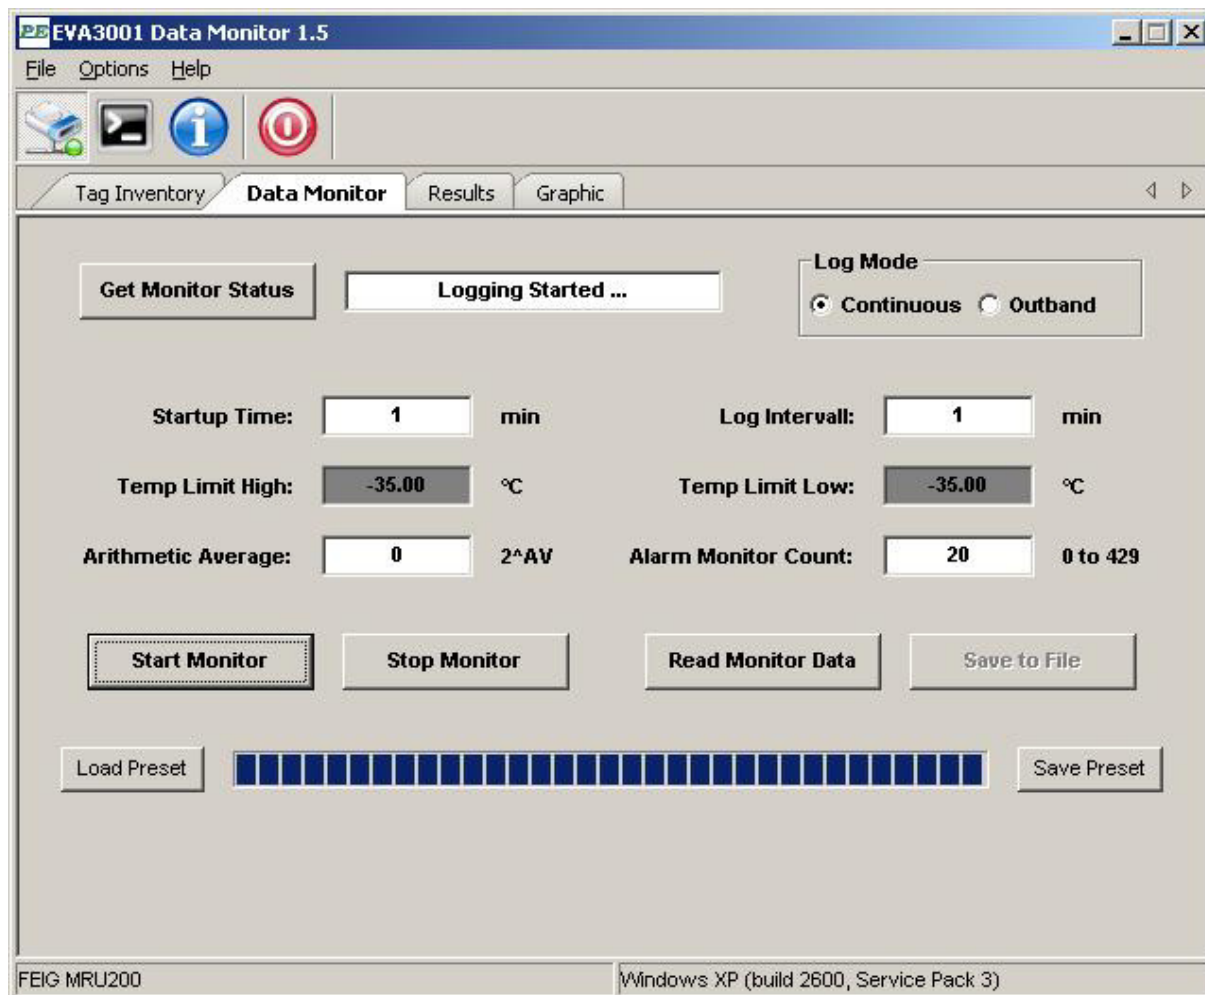 PE EVA3001 Data Monitor 1.5
File Options Help
Tag Inventory Data Monitor Results Graphic
Log Mode
Get Monitor Status Logging Started ... Continuous Outband
Startup Time: 1 min Log Intervall: 1 min
Temp Limit High: -35.00 °C Temp Limit Low: -35.00 °C
Arithmetic Average: 0 2^AV Alarm Monitor Count: 20 0 to 429
Start Monitor Stop Monitor Read Monitor Data Save to File
Load Preset Save Preset
FEIG MRU200 Windows XP (build 2600, Service Pack 3)